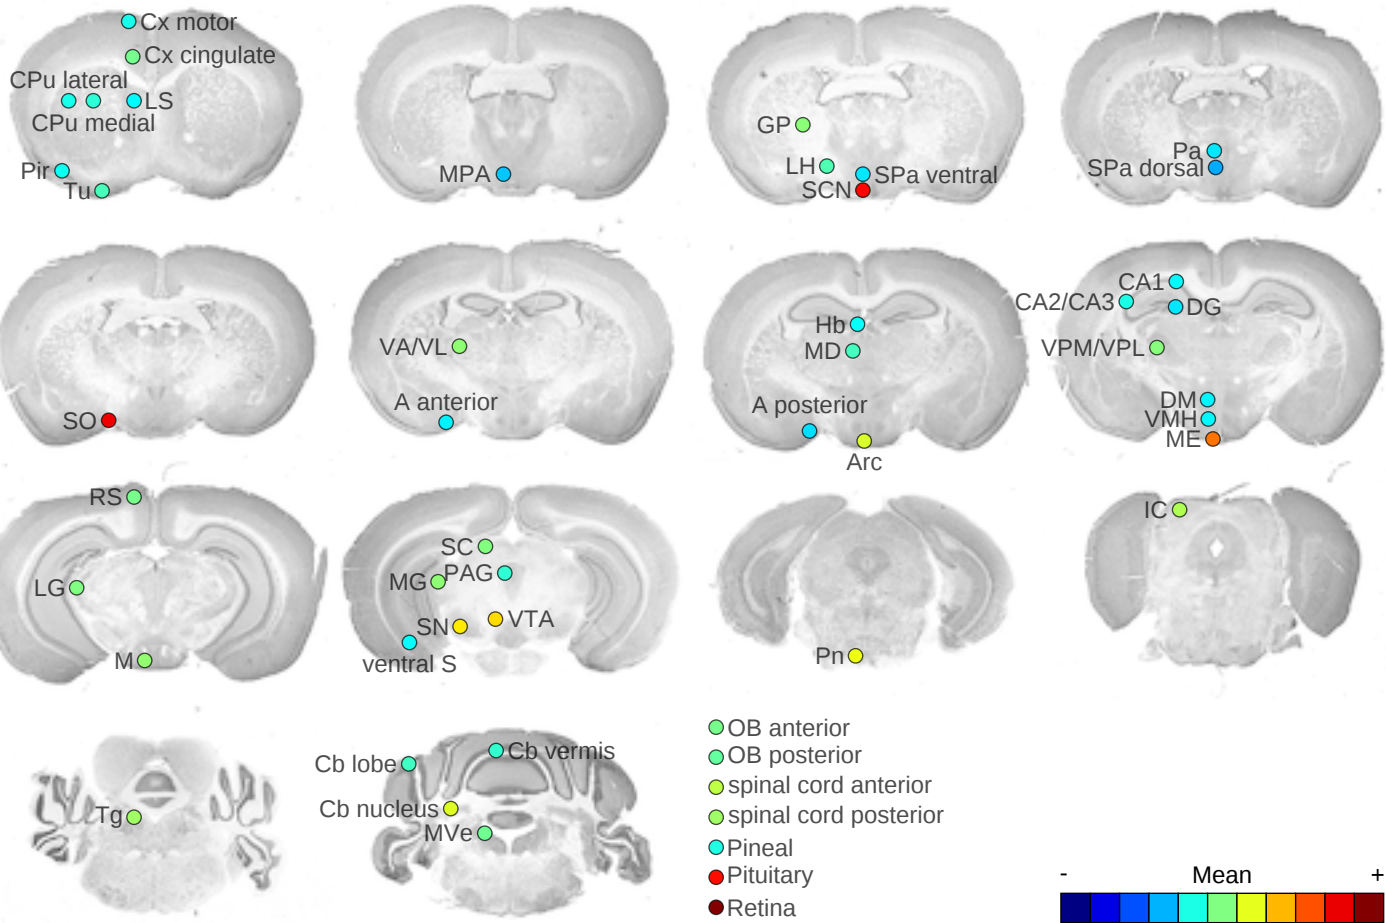 Cx motor
Cx cingulate
CPu lateral
LS
CPu medial
Pir
Tu
MPA
GP
LH
SPa ventral
SCN
Pa
SPa dorsal
SO
VA/VL
A anterior
Hb
MD
A posterior
Arc
CA1
CA2/CA3
DG
VPM/VPL
DM
VMH
ME
RS
LG
M
SC
PAG
MG
SN
VTA
ventral S
Pn
IC
Tg
Cb lobe
Cb vermis
Cb nucleus
MVe
OB anterior
OB posterior
spinal cord anterior
spinal cord posterior
Pineal
Pituitary
Retina
- Mean +